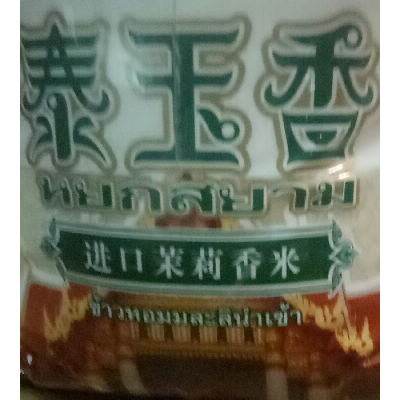 泰玉香
หยกสยาม
进口茉莉香米
ข้าวหอมมะลินำเข้า